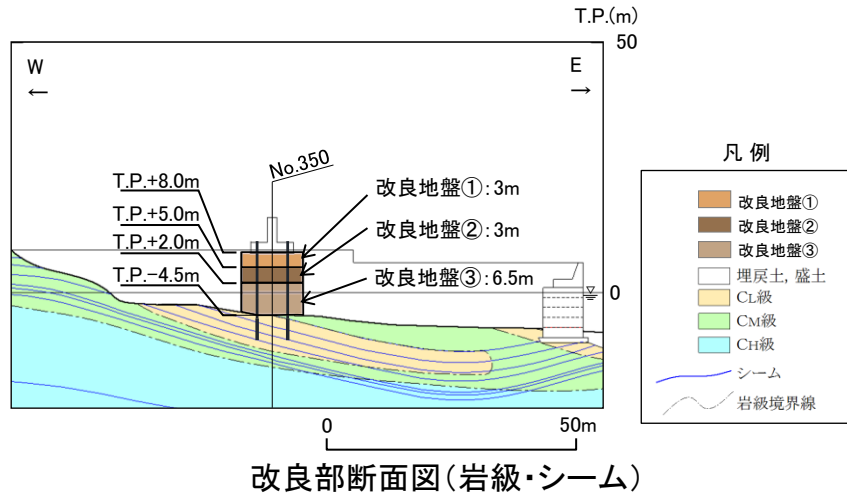 T.P.(m)
50
W
E
←
→
No.350
T.P.+8.0m
改良地盤①:3m
T.P.+5.0m
改良地盤②:3m
T.P.+2.0m
T.P.-4.5m
改良地盤③:6.5m
0
凡 例
改良地盤①
改良地盤②
改良地盤③
埋戻土, 盛土
CL級
CM級
CH級
シーム
岩級境界線
0
50m
改良部断面図(岩級・シーム)